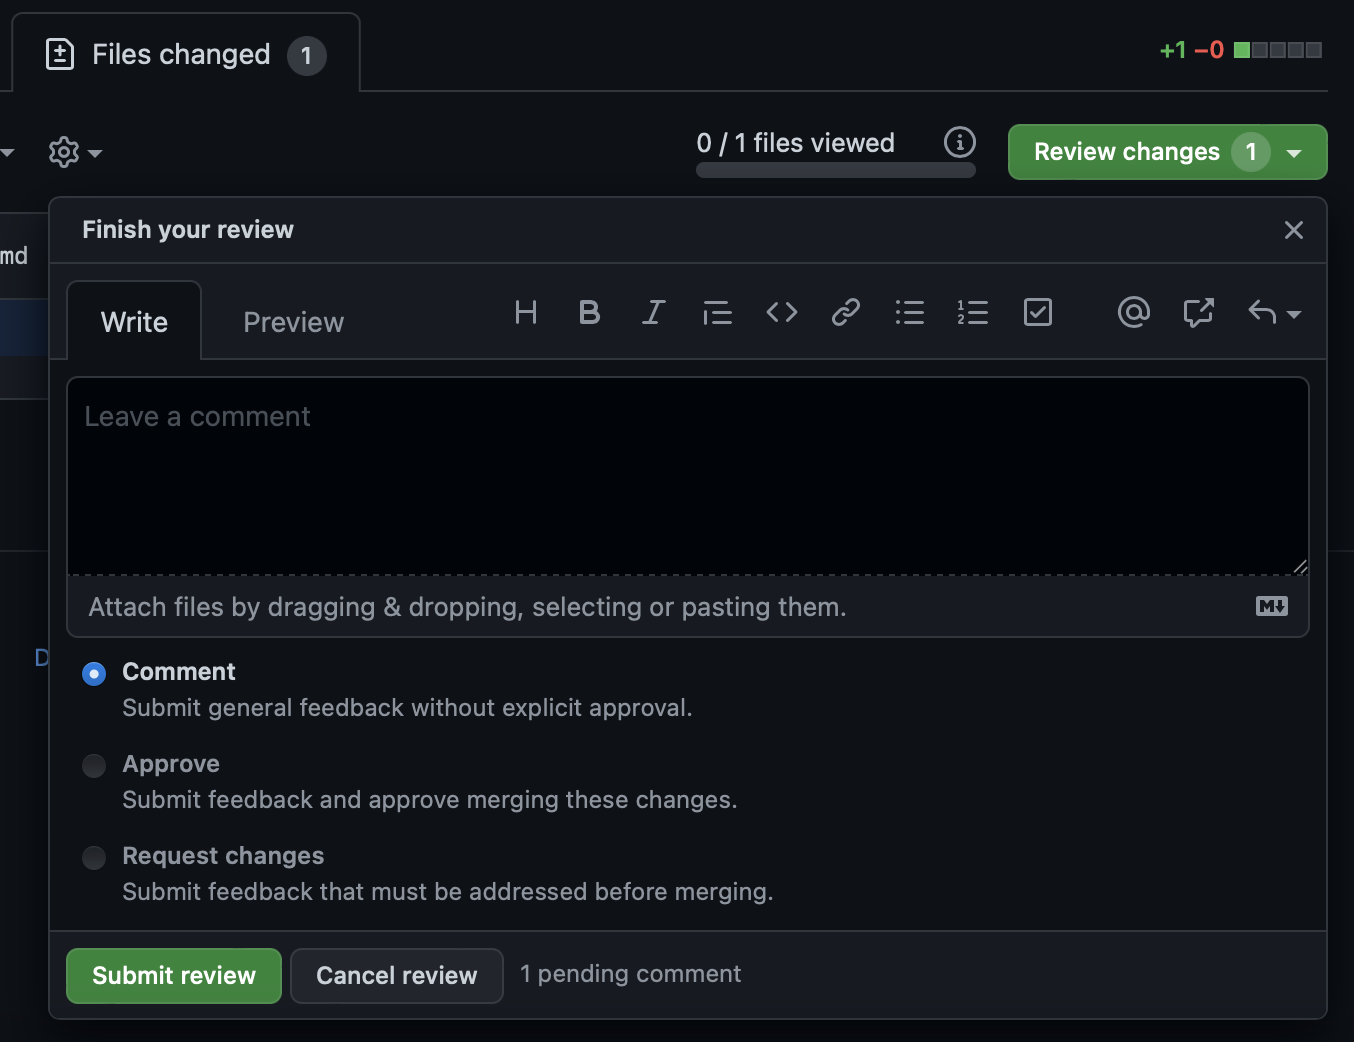 Files changed 1
+1 −0
0 / 1 files viewed
Review changes 1
md
Finish your review
Write
Preview
Leave a comment
Attach files by dragging & dropping, selecting or pasting them.
D
Comment
Submit general feedback without explicit approval.
Approve
Submit feedback and approve merging these changes.
Request changes
Submit feedback that must be addressed before merging.
Submit review
Cancel review
1 pending comment